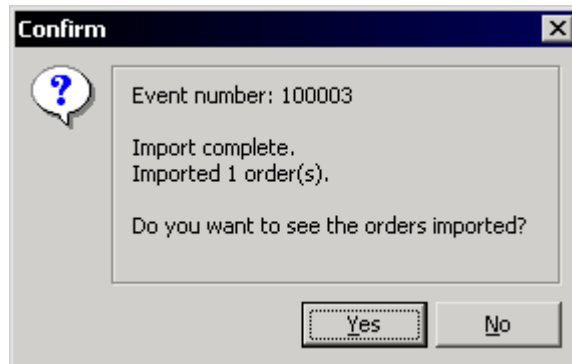 Confirm
?
Event number: 100003
Import complete.
Imported 1 order(s).
Do you want to see the orders imported?
Yes
No